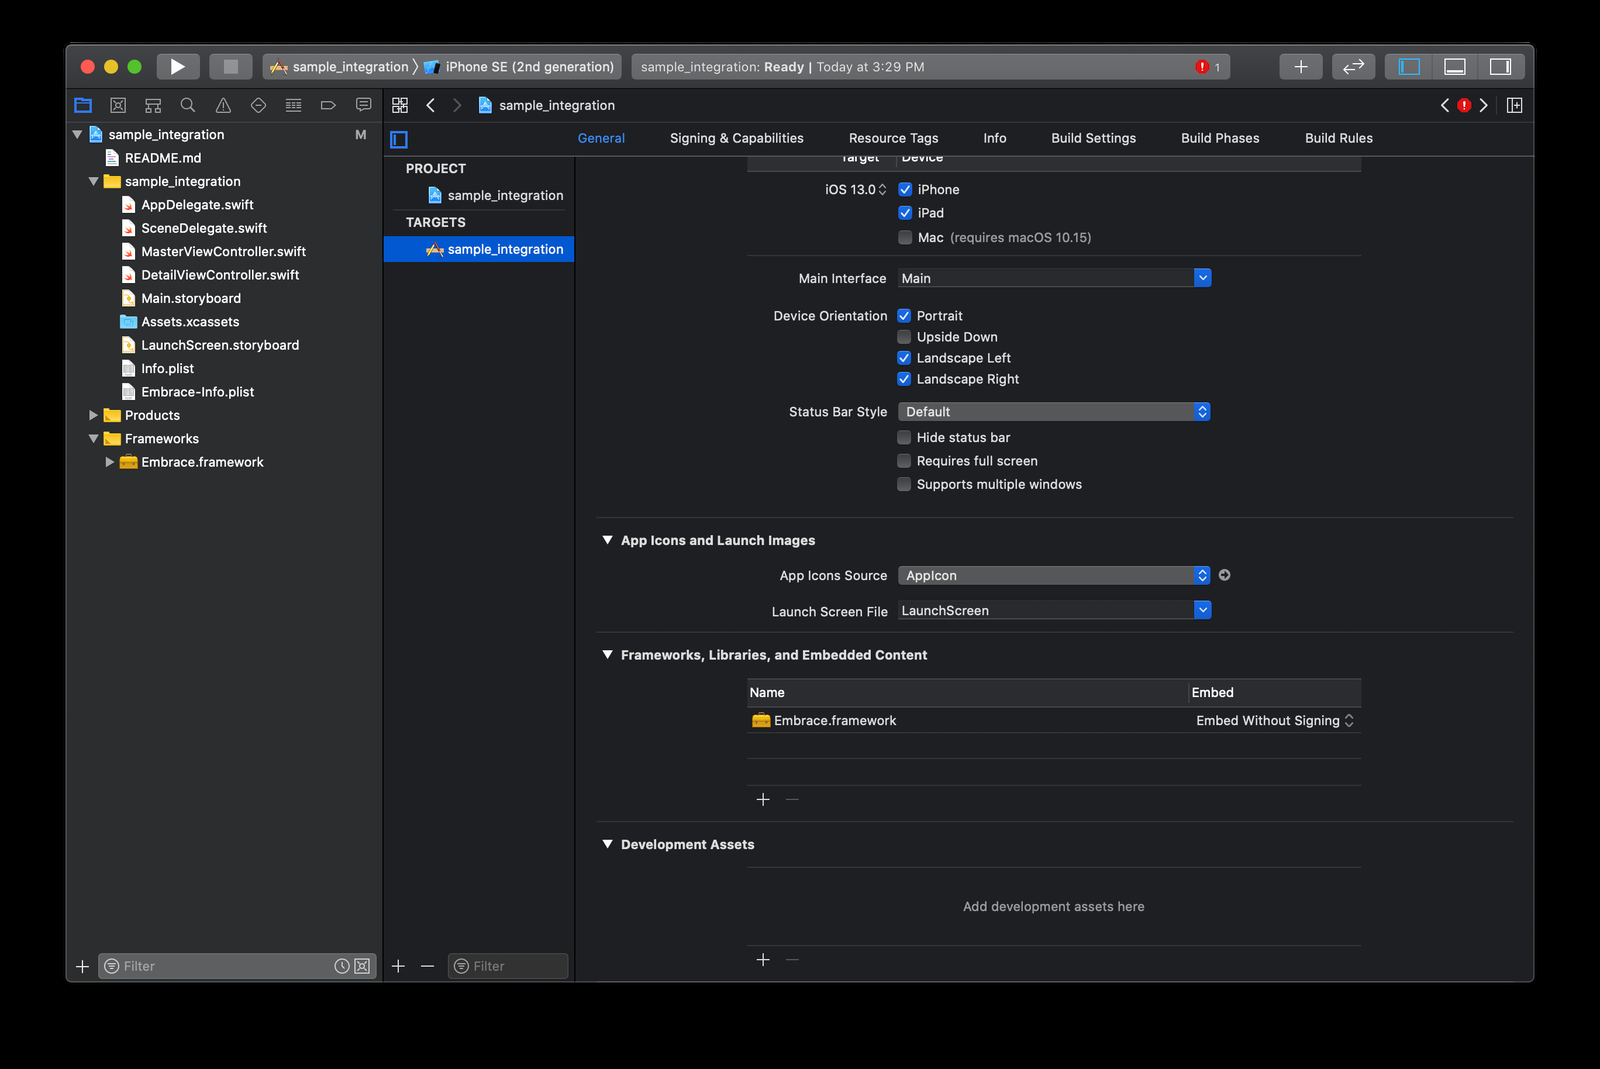 sample_integration 〉 iPhone SE (2nd generation)
sample_integration: Ready | Today at 3:29 PM
1
sample_integration M
README.md
sample_integration
AppDelegate.swift
SceneDelegate.swift
MasterViewController.swift
DetailViewController.swift
Main.storyboard
Assets.xcassets
LaunchScreen.storyboard
Info.plist
Embrace-Info.plist
Products
Frameworks
Embrace.framework
Filter
sample_integration
General Signing & Capabilities Resource Tags Info Build Settings Build Phases Build Rules
PROJECT
sample_integration
TARGETS
sample_integration
Filter
Target Device
iOS 13.0 iPhone
iPad
Mac (requires macOS 10.15)
Main Interface Main
Device Orientation Portrait
Upside Down
Landscape Left
Landscape Right
Status Bar Style Default
Hide status bar
Requires full screen
Supports multiple windows
App Icons and Launch Images
App Icons Source AppIcon
Launch Screen File LaunchScreen
Frameworks, Libraries, and Embedded Content
Name Embed
Embrace.framework Embed Without Signing
Development Assets
Add development assets here